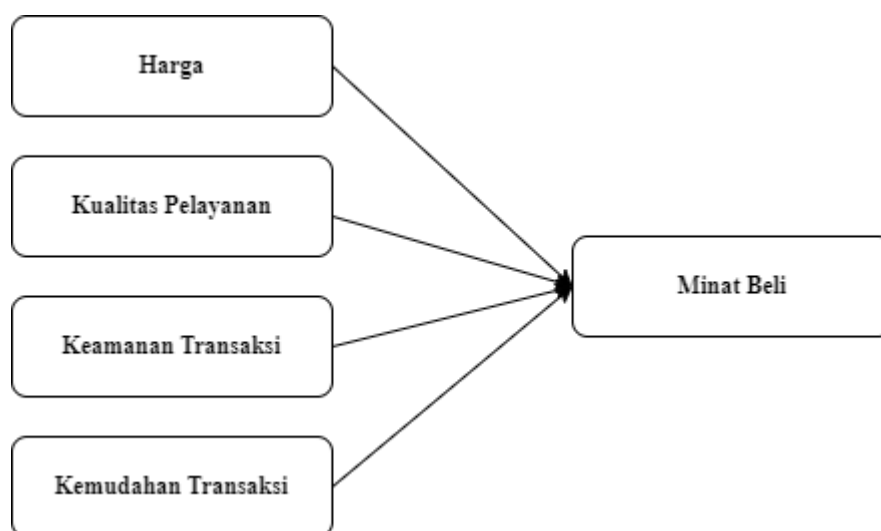 Harga
Kualitas Pelayanan
Minat Beli
Keamanan Transaksi
Kemudahan Transaksi